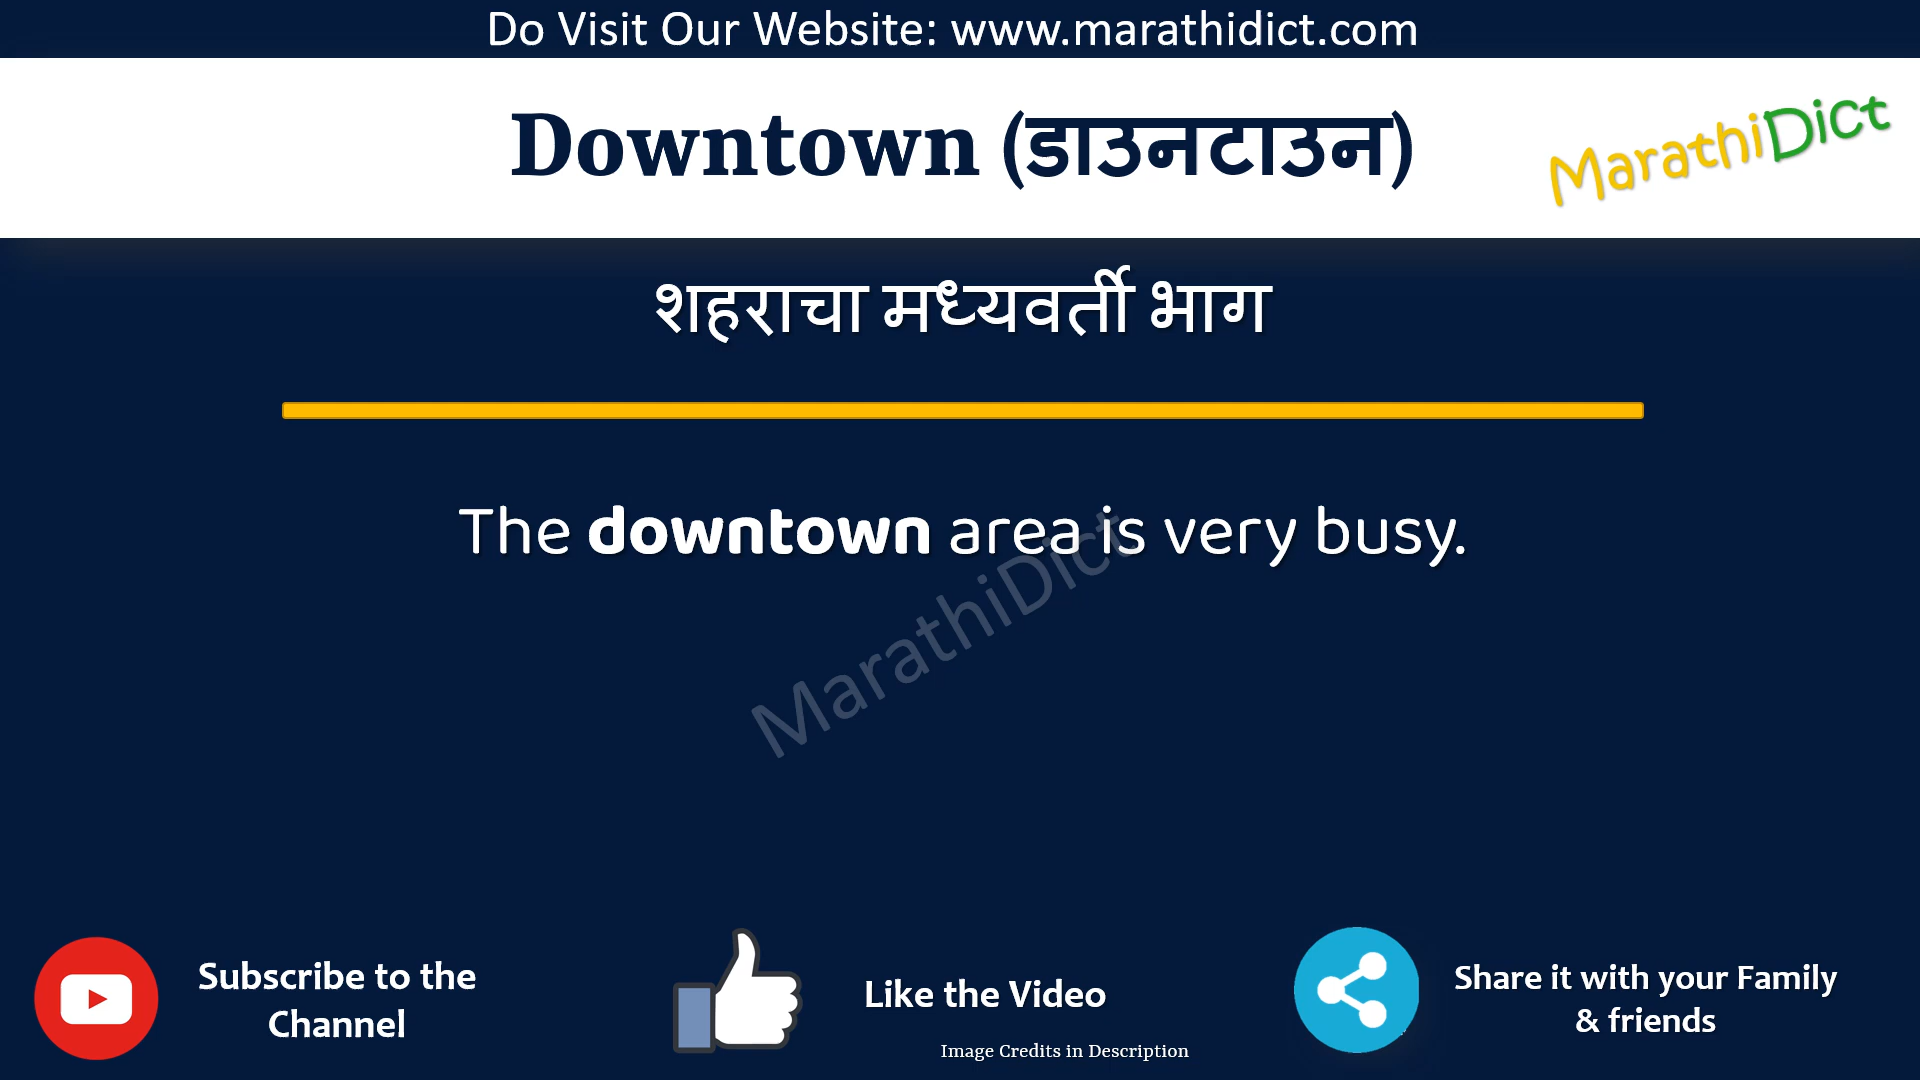 Do Visit Our Website: www.marathidict.com
Downtown (डाउनटाउन)
MarathiDict
शहराचा मध्यवर्ती भाग
The downtown area is very busy.
MarathiDict
Subscribe to the
Channel
Like the Video
Share it with your Family
& friends
Image Credits in Description